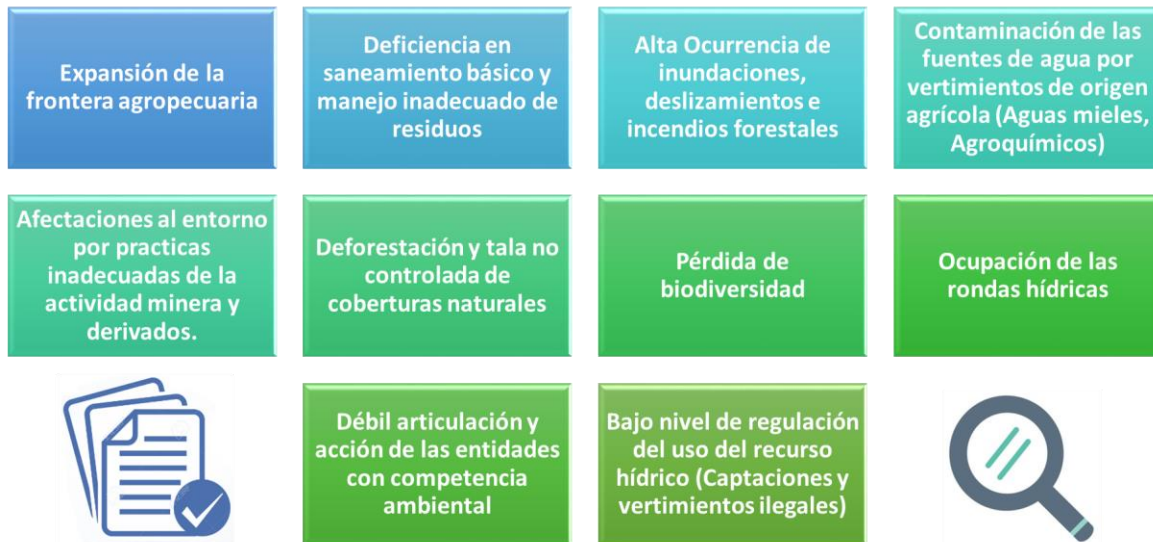 Expansión de la
frontera agropecuaria
Deficiencia en
saneamiento básico y
manejo inadecuado de
residuos
Alta Ocurrencia de
inundaciones,
deslizamientos e
incendios forestales
Contaminación de las
fuentes de agua por
vertimientos de origen
agrícola (Aguas mieles,
Agroquímicos)
Afectaciones al entorno
por practicas
inadecuadas de la
actividad minera y
derivados.
Deforestación y tala no
controlada de
coberturas naturales
Pérdida de
biodiversidad
Ocupación de las
rondas hídricas
Débil articulación y
acción de las entidades
con competencia
ambiental
Bajo nivel de regulación
del uso del recurso
hídrico (Captaciones y
vertimientos ilegales)